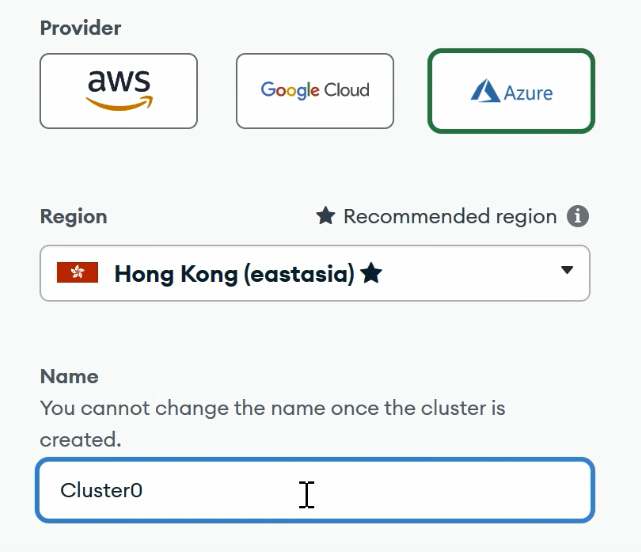 Provider
aws
Google Cloud
Azure
Region
Recommended region
Hong Kong (eastasia)
Name
You cannot change the name once the cluster is
created.
Cluster0